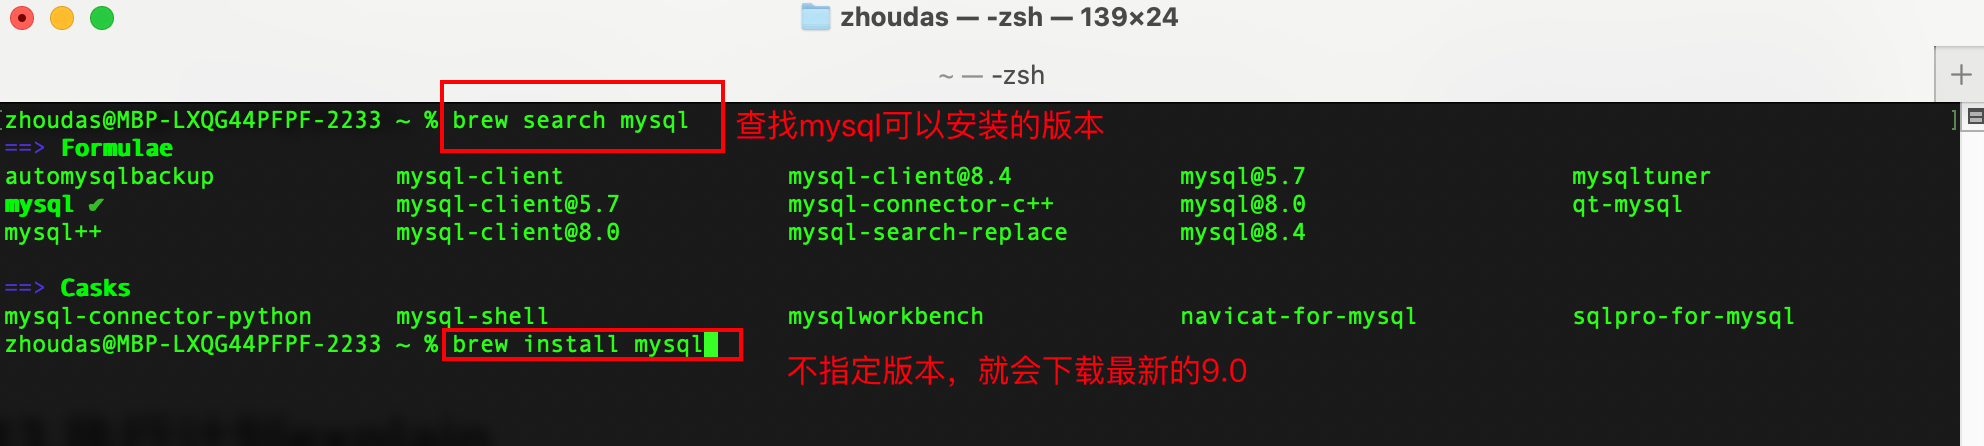 zhoudas — -zsh — 139×24
~ — -zsh
zhoudas@MBP-LXQG44PFPF-2233 ~ % brew search mysql 查找mysql可以安装的版本
==> Formulae
automysqlbackup mysql-client mysql-client@8.4 mysql@5.7 mysqltuner
mysql ✔ mysql-client@5.7 mysql-connector-c++ mysql@8.0 qt-mysql
mysql++ mysql-client@8.0 mysql-search-replace mysql@8.4
==> Casks
mysql-connector-python mysql-shell mysqlworkbench navicat-for-mysql sqlpro-for-mysql
zhoudas@MBP-LXQG44PFPF-2233 ~ % brew install mysql
不指定版本，就会下载最新的9.0